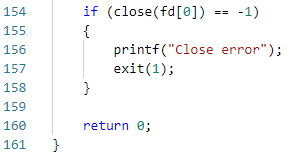 154 if (close(fd[0]) == -1)
155 {
156 printf("Close error");
157 exit(1);
158 }
159
160 return 0;
161 }